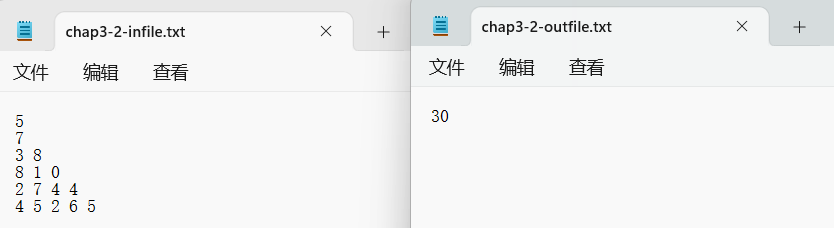 chap3-2-infile.txt
文件 编辑 查看
5
7
3 8
8 1 0
2 7 4 4
4 5 2 6 5
chap3-2-outfile.txt
文件 编辑 查看
30